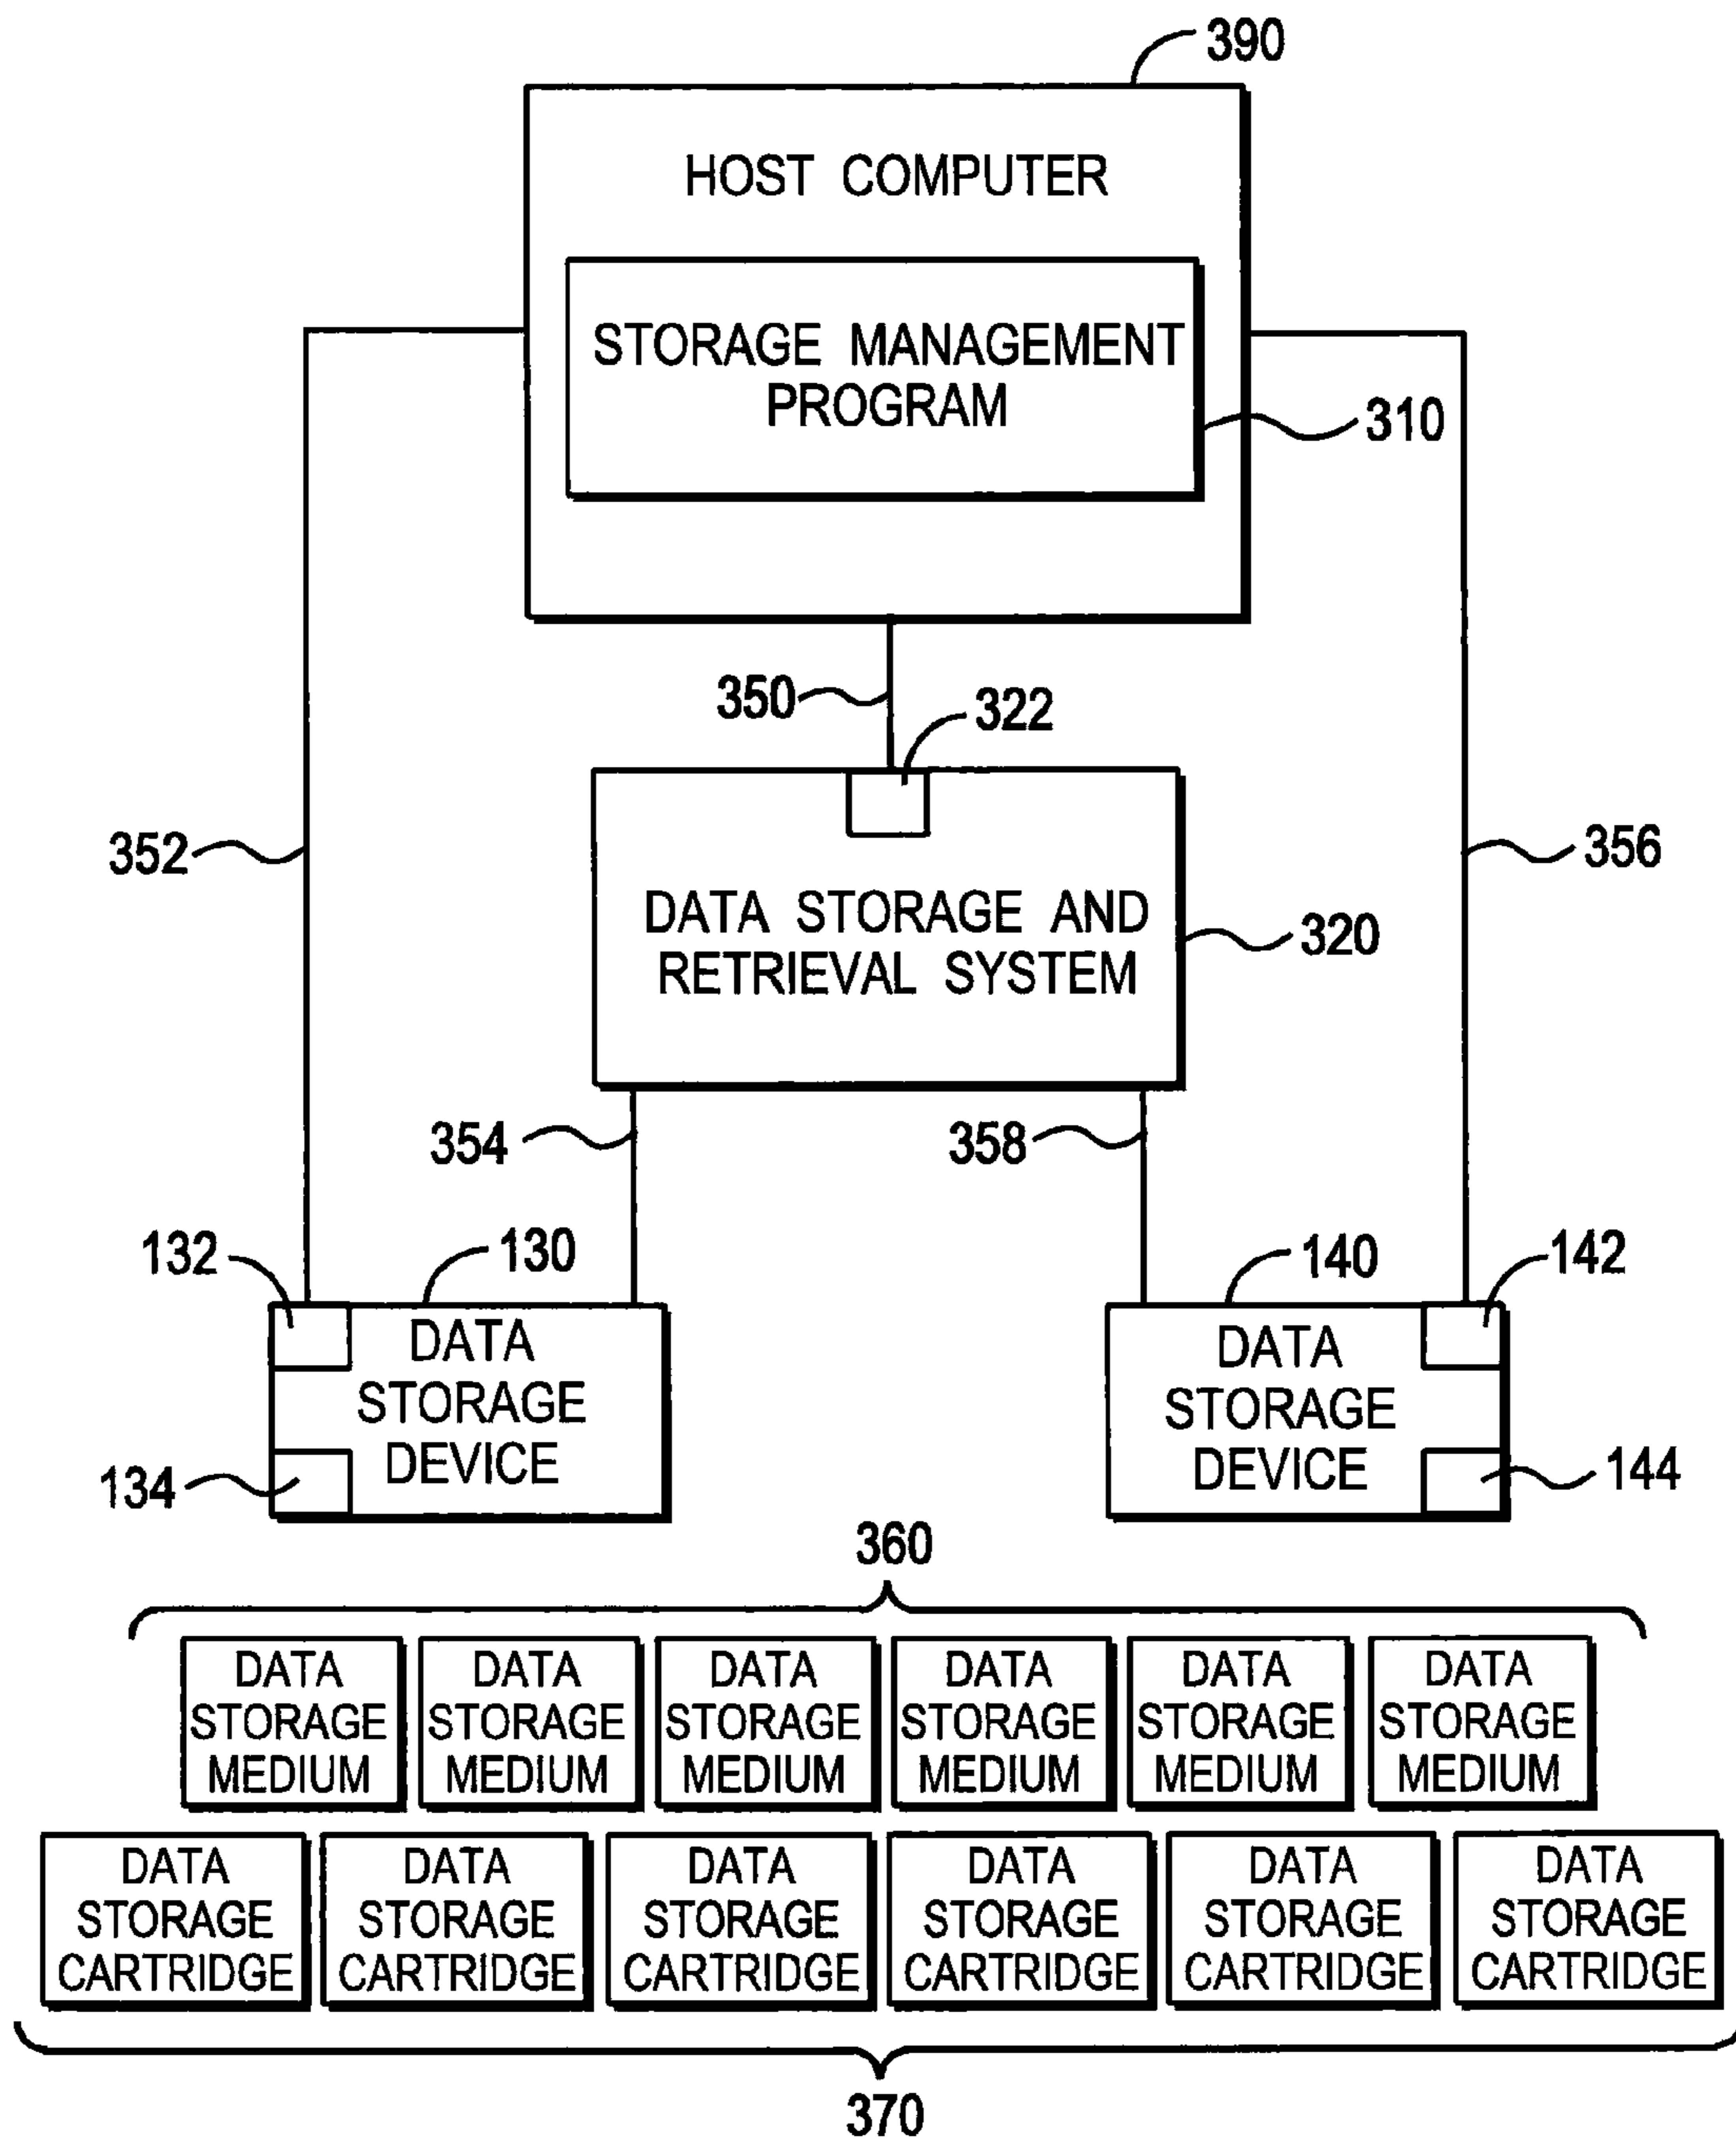 390
HOST COMPUTER
STORAGE MANAGEMENT
PROGRAM
310
350
322
352
356
DATA STORAGE AND
RETRIEVAL SYSTEM
320
354
358
132
130
140
142
DATA
STORAGE
DEVICE
DATA
STORAGE
DEVICE
134
144
360
DATA
STORAGE
MEDIUM
DATA
STORAGE
MEDIUM
DATA
STORAGE
MEDIUM
DATA
STORAGE
MEDIUM
DATA
STORAGE
MEDIUM
DATA
STORAGE
MEDIUM
DATA
STORAGE
CARTRIDGE
DATA
STORAGE
CARTRIDGE
DATA
STORAGE
CARTRIDGE
DATA
STORAGE
CARTRIDGE
DATA
STORAGE
CARTRIDGE
DATA
STORAGE
CARTRIDGE
370